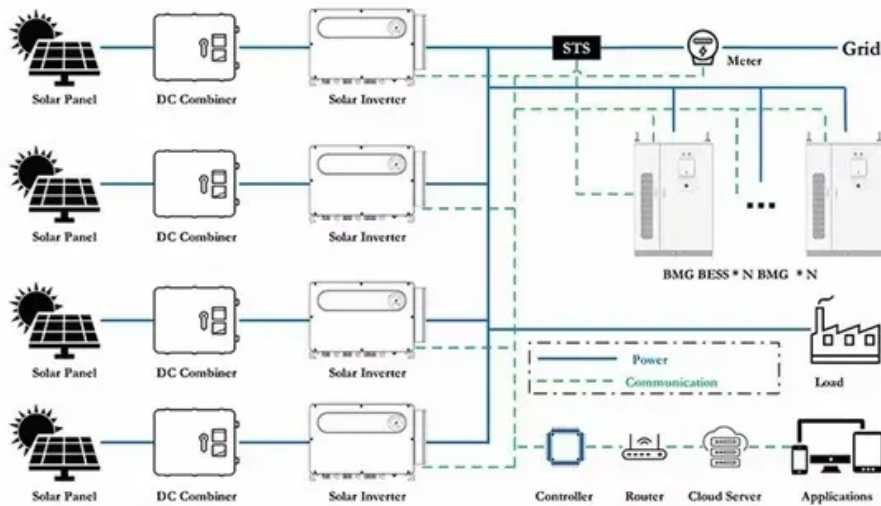 STS
Meter
Grid
Solar Panel
DC Combiner
Solar Inverter
Solar Panel
DC Combiner
Solar Inverter
BMG BESS * N BMG * N
Solar Panel
DC Combiner
Solar Inverter
Power
Communication
Load
Solar Panel
DC Combiner
Solar Inverter
Controller
Router
Cloud Server
Applications